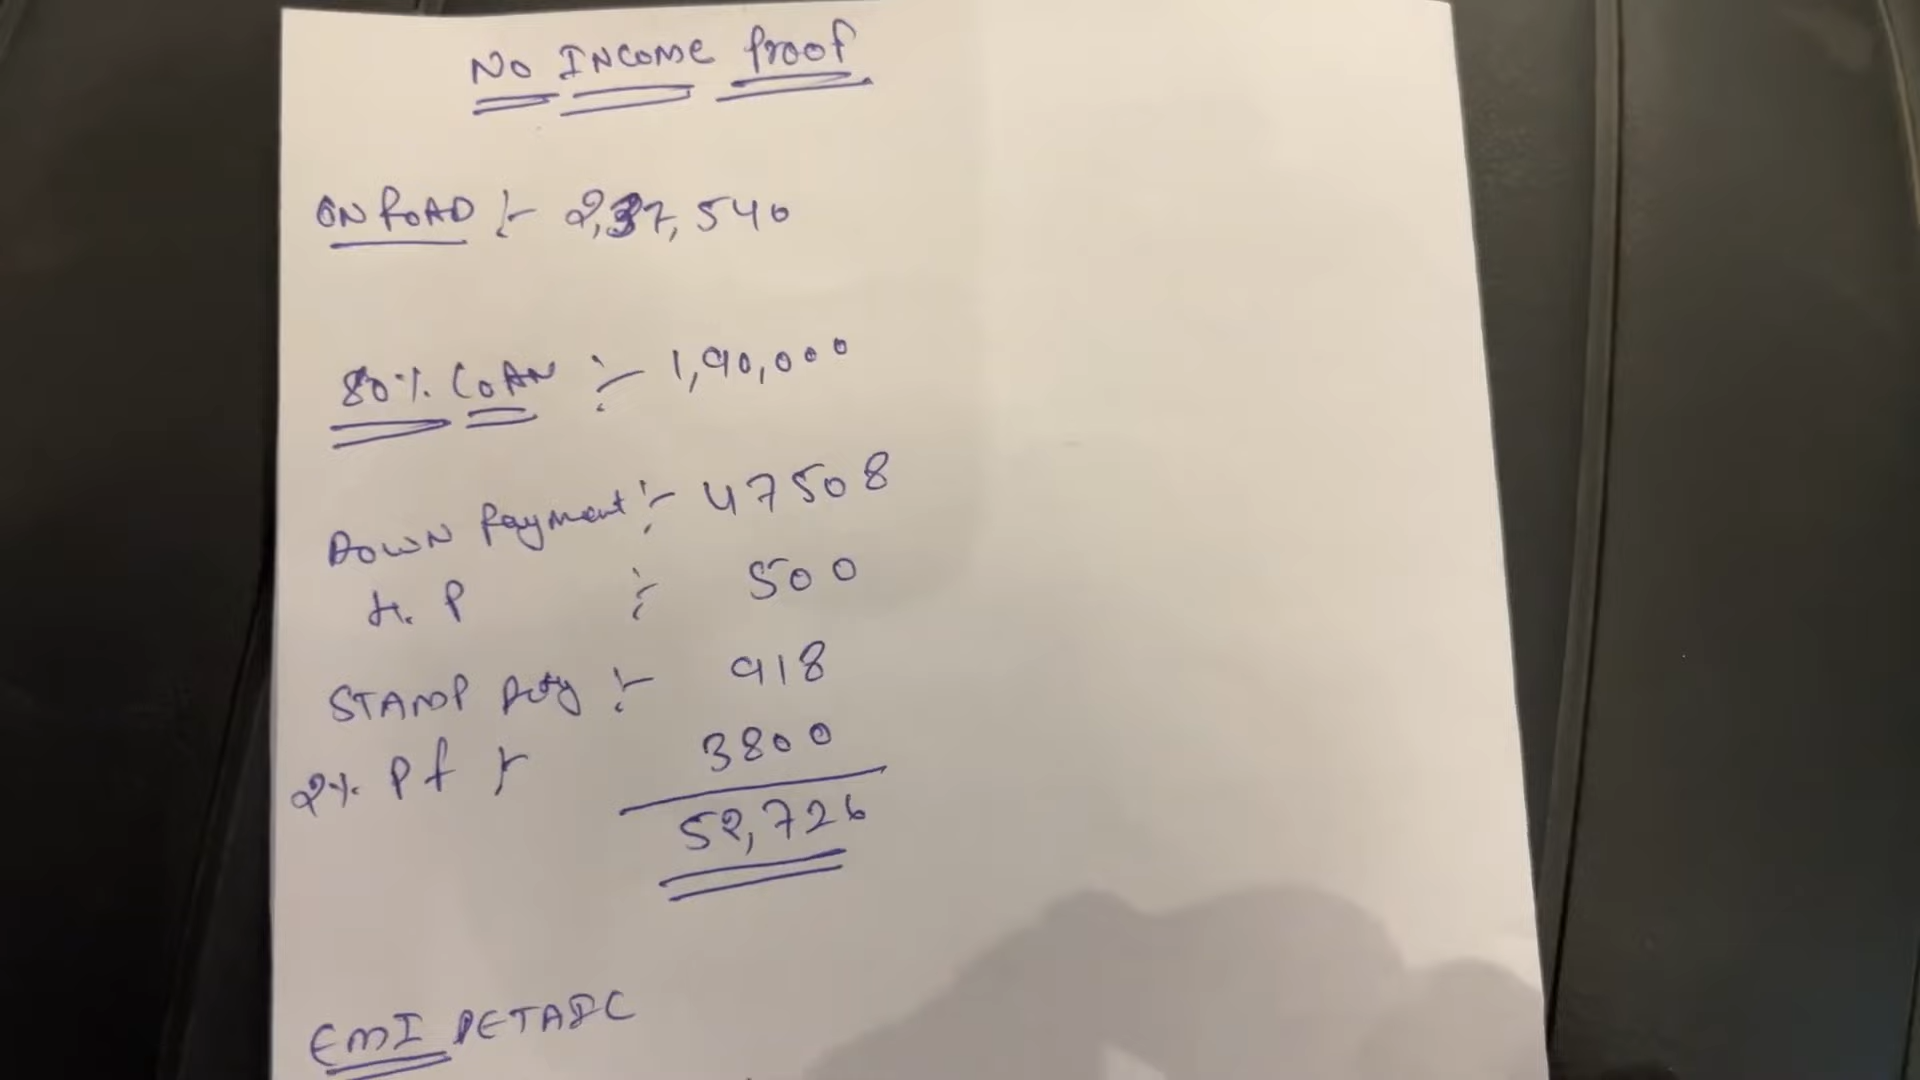 No INCOME Proof
ON ROAD :- 2,37,540
80% LOAN :- 1,90,000
DOWN Payment :- 47508
H. P :- 500
STAMP Duty :- 918
2% Pf :- 3800
52,726
EMI DETAIL